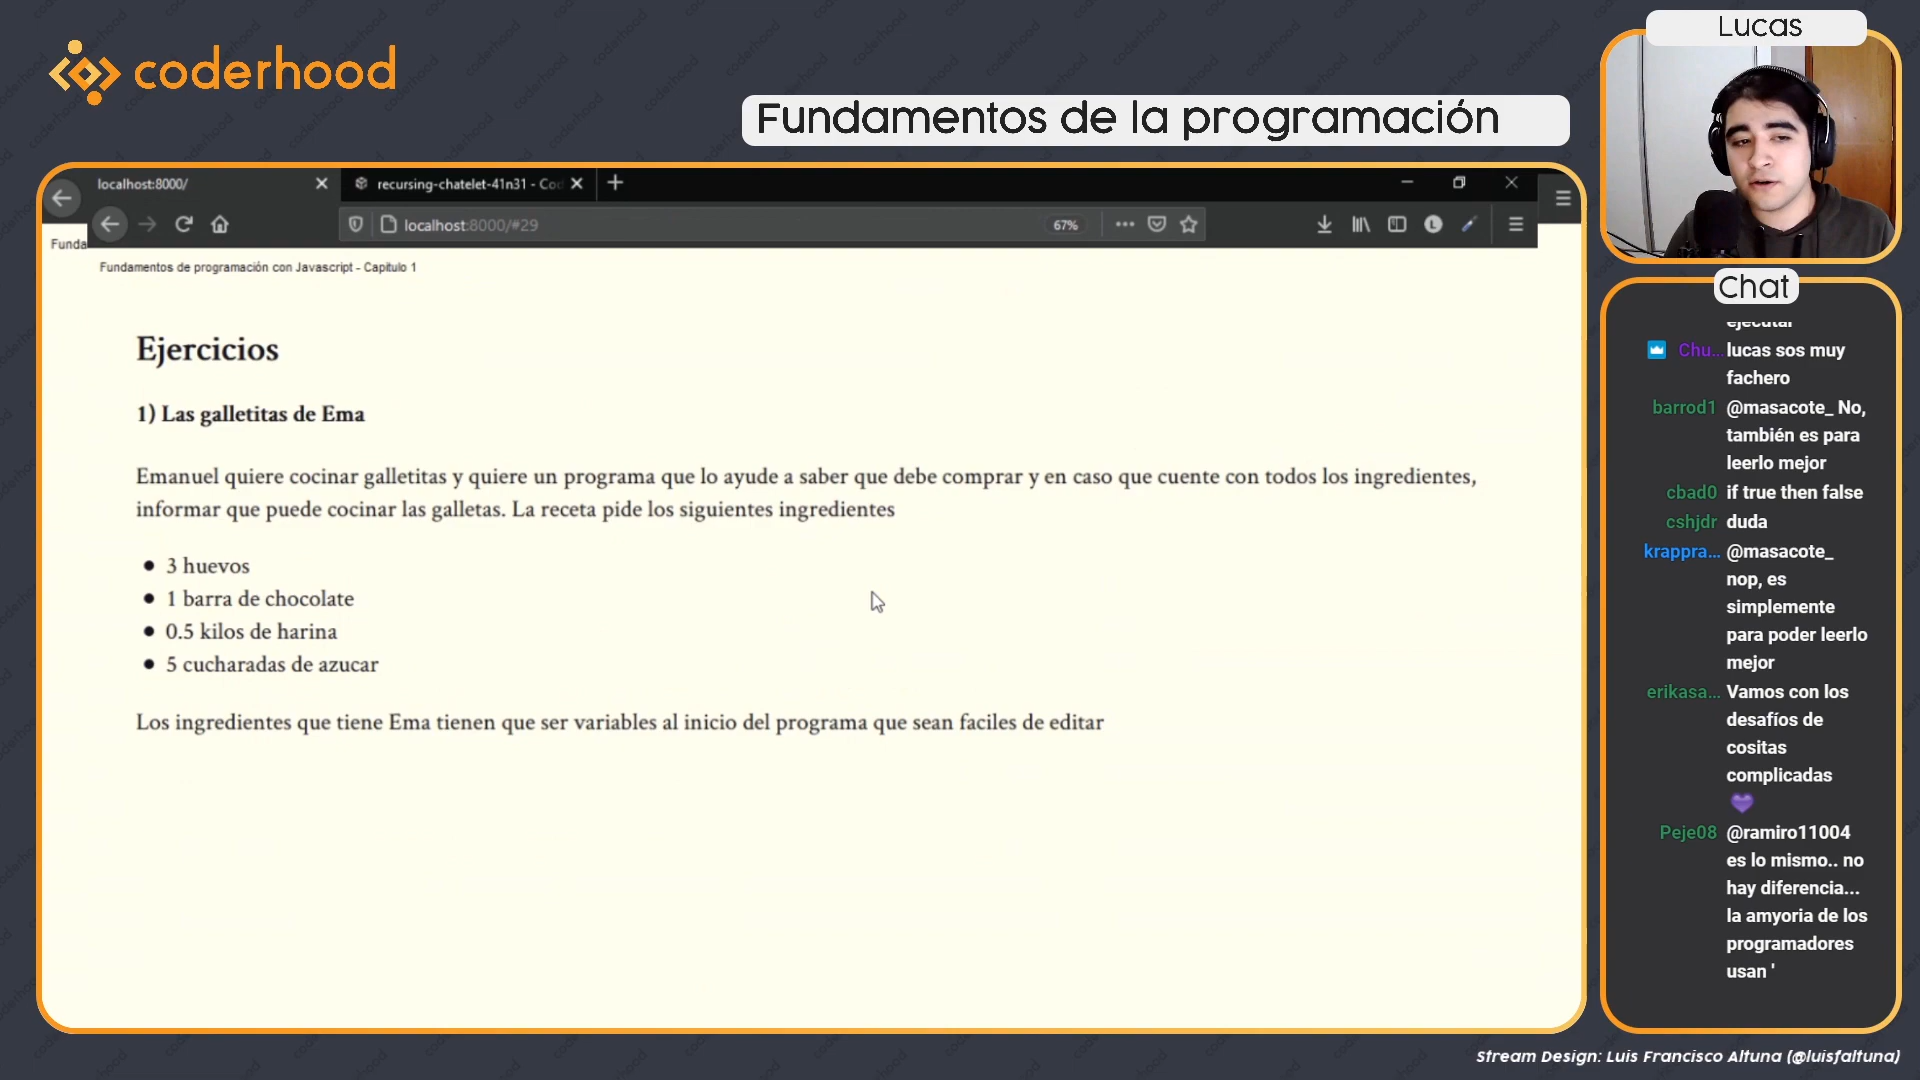 coderhood
Fundamentos de la programación
Lucas
localhost:8000/
recursing-chatelet-41n31 - Co
localhost:8000/#29
67%
Funda
Fundamentos de programación con Javascript - Capitulo 1
Ejercicios
1) Las galletitas de Ema
Emanuel quiere cocinar galletitas y quiere un programa que lo ayude a saber que debe comprar y en caso que cuente con todos los ingredientes,
informar que puede cocinar las galletas. La receta pide los siguientes ingredientes
3 huevos
1 barra de chocolate
0.5 kilos de harina
5 cucharadas de azucar
Los ingredientes que tiene Ema tienen que ser variables al inicio del programa que sean faciles de editar
Chat
ejecutar
Chu... lucas sos muy
fachero
barrod1 @masacote_ No,
también es para
leerlo mejor
cbad0 if true then false
cshjdr duda
krappra... @masacote_
nop, es
simplemente
para poder leerlo
mejor
erikasa... Vamos con los
desafíos de
cositas
complicadas
Peje08 @ramiro11004
es lo mismo.. no
hay diferencia...
la amyoria de los
programadores
usan '
Stream Design: Luis Francisco Altuna (@luisfaltuna)